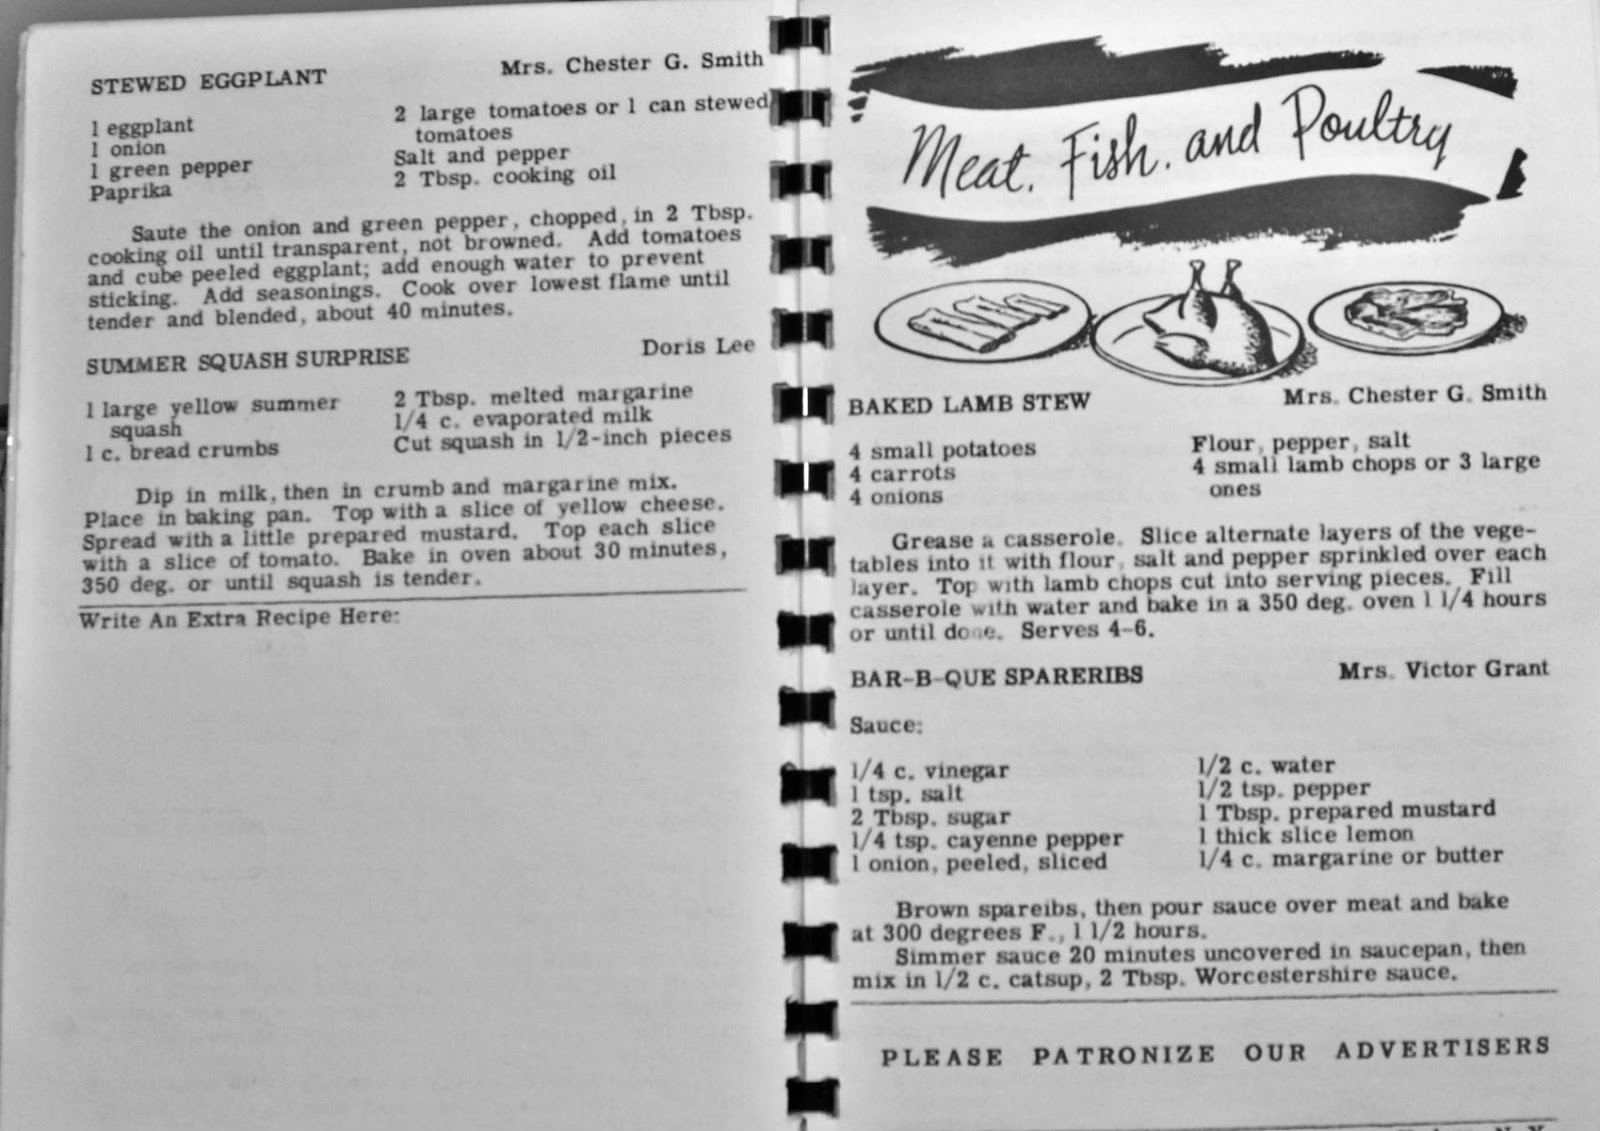 STEWED EGGPLANT Mrs. Chester G. Smith
1 eggplant
1 onion
1 green pepper
Paprika
2 large tomatoes or 1 can stewed
tomatoes
Salt and pepper
2 Tbsp. cooking oil
Saute the onion and green pepper, chopped, in 2 Tbsp.
cooking oil until transparent, not browned. Add tomatoes
and cube peeled eggplant; add enough water to prevent
sticking. Add seasonings. Cook over lowest flame until
tender and blended, about 40 minutes.
SUMMER SQUASH SURPRISE Doris Lee
1 large yellow summer
squash
1 c. bread crumbs
2 Tbsp. melted margarine
1/4 c. evaporated milk
Cut squash in 1/2-inch pieces
Dip in milk, then in crumb and margarine mix.
Place in baking pan. Top with a slice of yellow cheese.
Spread with a little prepared mustard. Top each slice
with a slice of tomato. Bake in oven about 30 minutes,
350 deg. or until squash is tender.
Write An Extra Recipe Here:
Meat, Fish, and Poultry
BAKED LAMB STEW Mrs. Chester G. Smith
4 small potatoes
4 carrots
4 onions
Flour, pepper, salt
4 small lamb chops or 3 large
ones
Grease a casserole. Slice alternate layers of the vege-
tables into it with flour, salt and pepper sprinkled over each
layer. Top with lamb chops cut into serving pieces. Fill
casserole with water and bake in a 350 deg. oven 1 1/4 hours
or until done. Serves 4-6.
BAR-B-QUE SPARERIBS Mrs. Victor Grant
Sauce:
1/4 c. vinegar
1 tsp. salt
2 Tbsp. sugar
1/4 tsp. cayenne pepper
1 onion, peeled, sliced
1/2 c. water
1/2 tsp. pepper
1 Tbsp. prepared mustard
1 thick slice lemon
1/4 c. margarine or butter
Brown spareibs, then pour sauce over meat and bake
at 300 degrees F., 1 1/2 hours.
Simmer sauce 20 minutes uncovered in saucepan, then
mix in 1/2 c. catsup, 2 Tbsp. Worcestershire sauce.
PLEASE PATRONIZE OUR ADVERTISERS